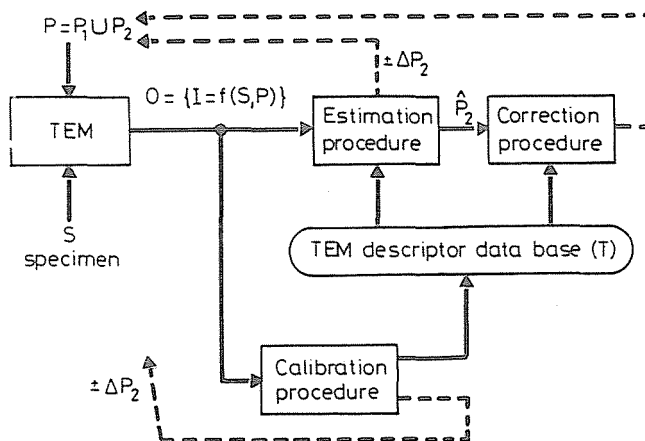 P=P₁∪P₂
±ΔP₂
O={I=f(S,P)}
TEM
Estimation
procedure
P̂₂
Correction
procedure
S
specimen
TEM descriptor data base (T)
±ΔP₂
Calibration
procedure